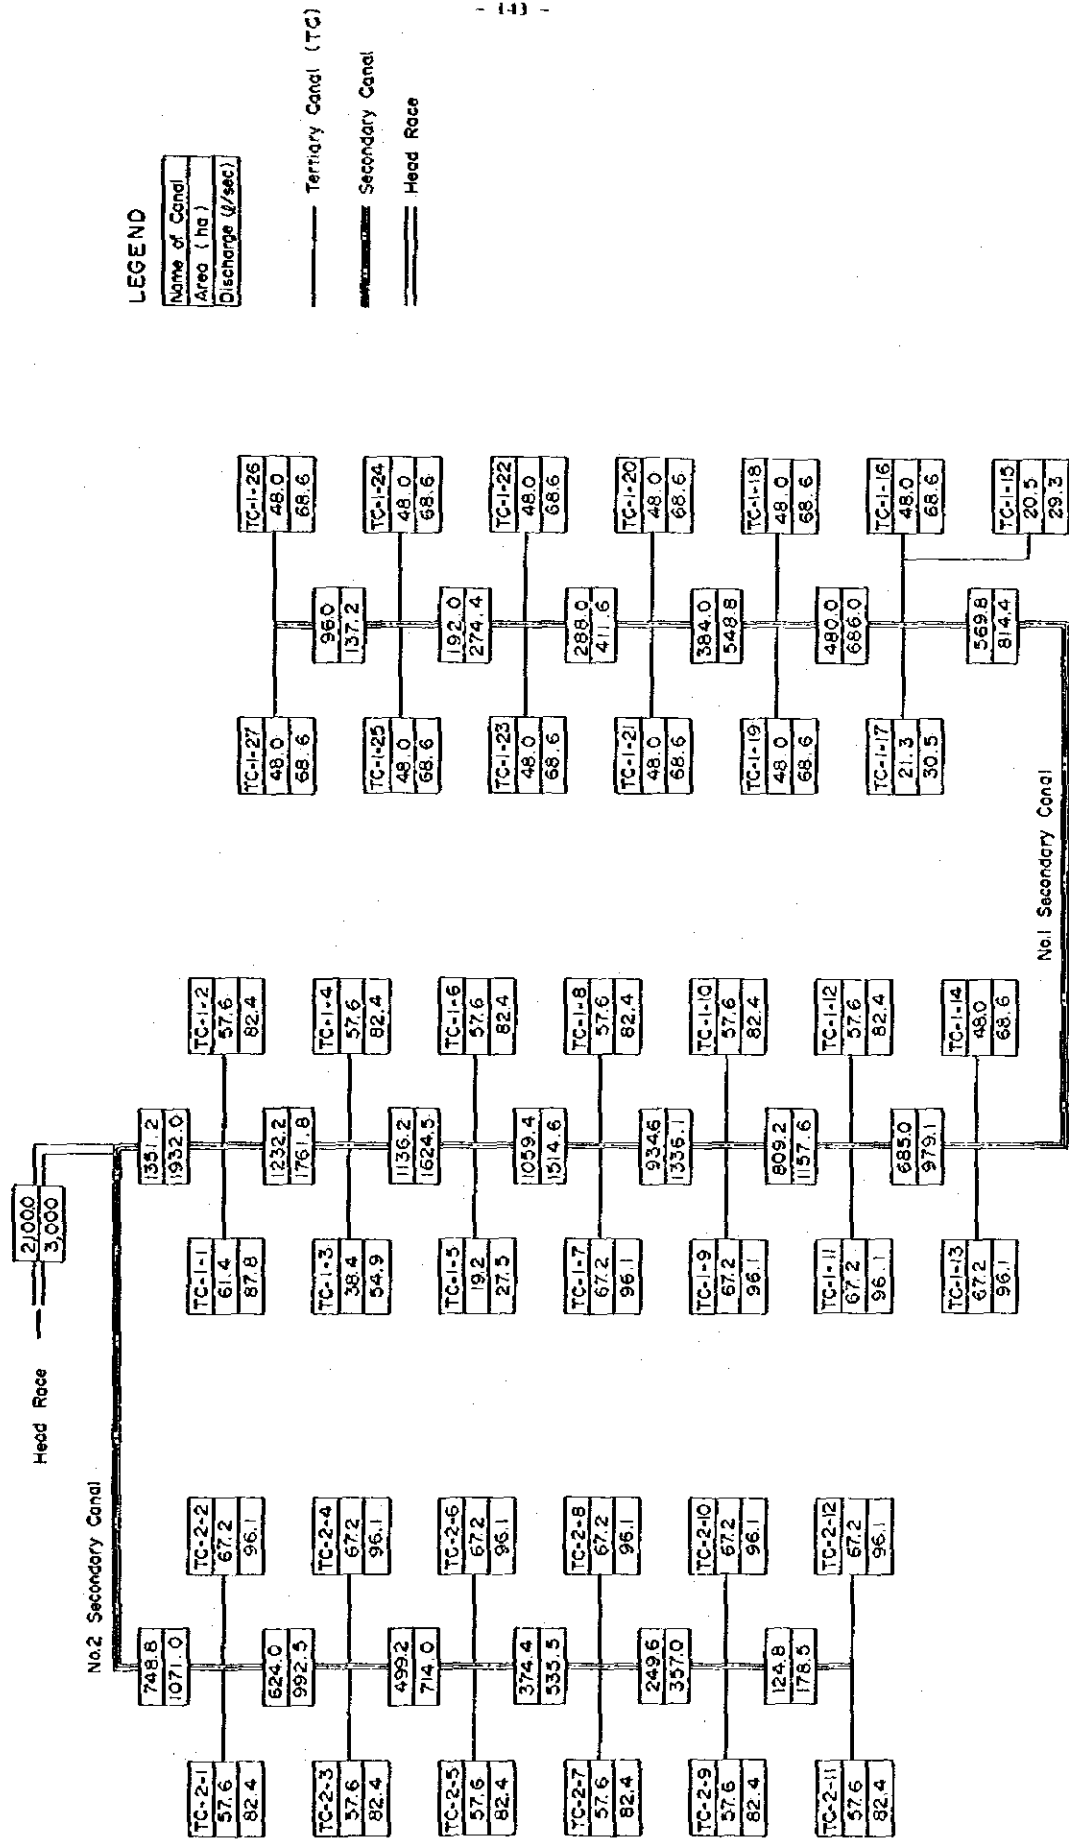 - 143 -
Head Race
2,100.0
3,000
No.2 Secondary Canal
748.8
1071.0
TC-2-1
57.6
82.4
TC-2-2
67.2
96.1
624.0
992.5
TC-2-3
57.6
82.4
TC-2-4
67.2
96.1
499.2
714.0
TC-2-5
57.6
82.4
TC-2-6
67.2
96.1
374.4
535.5
TC-2-7
57.6
82.4
TC-2-8
67.2
96.1
249.6
357.0
TC-2-9
57.6
82.4
TC-2-10
67.2
96.1
124.8
178.5
TC-2-11
57.6
82.4
TC-2-12
67.2
96.1
1351.2
1932.0
TC-1-1
61.4
87.8
TC-1-2
57.6
82.4
1232.2
1761.8
TC-1-3
38.4
54.9
TC-1-4
57.6
82.4
1136.2
1624.5
TC-1-5
19.2
27.5
TC-1-6
57.6
82.4
1059.4
1514.6
TC-1-7
67.2
96.1
TC-1-8
57.6
82.4
934.6
1336.1
TC-1-9
67.2
96.1
TC-1-10
57.6
82.4
809.2
1157.6
TC-1-11
67.2
96.1
TC-1-12
57.6
82.4
685.0
979.1
TC-1-13
67.2
96.1
TC-1-14
48.0
68.6
No.1 Secondary Canal
TC-1-27
48.0
68.6
TC-1-26
48.0
68.6
96.0
137.2
TC-1-25
48.0
68.6
TC-1-24
48.0
68.6
192.0
274.4
TC-1-23
48.0
68.6
TC-1-22
48.0
68.6
288.0
411.6
TC-1-21
48.0
68.6
TC-1-20
48.0
68.6
384.0
548.8
TC-1-19
48.0
68.6
TC-1-18
48.0
68.6
480.0
686.0
TC-1-17
21.3
30.5
TC-1-16
48.0
68.6
569.8
814.4
TC-1-15
20.5
29.3
LEGEND
Name of Canal
Area (ha)
Discharge (ℓ/sec)
Tertiary Canal (TC)
Secondary Canal
Head Race